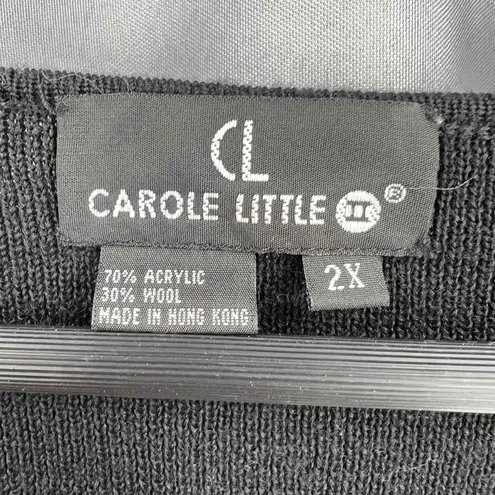 CL
CAROLE LITTLE II ®
70% ACRYLIC
30% WOOL
MADE IN HONG KONG
2X